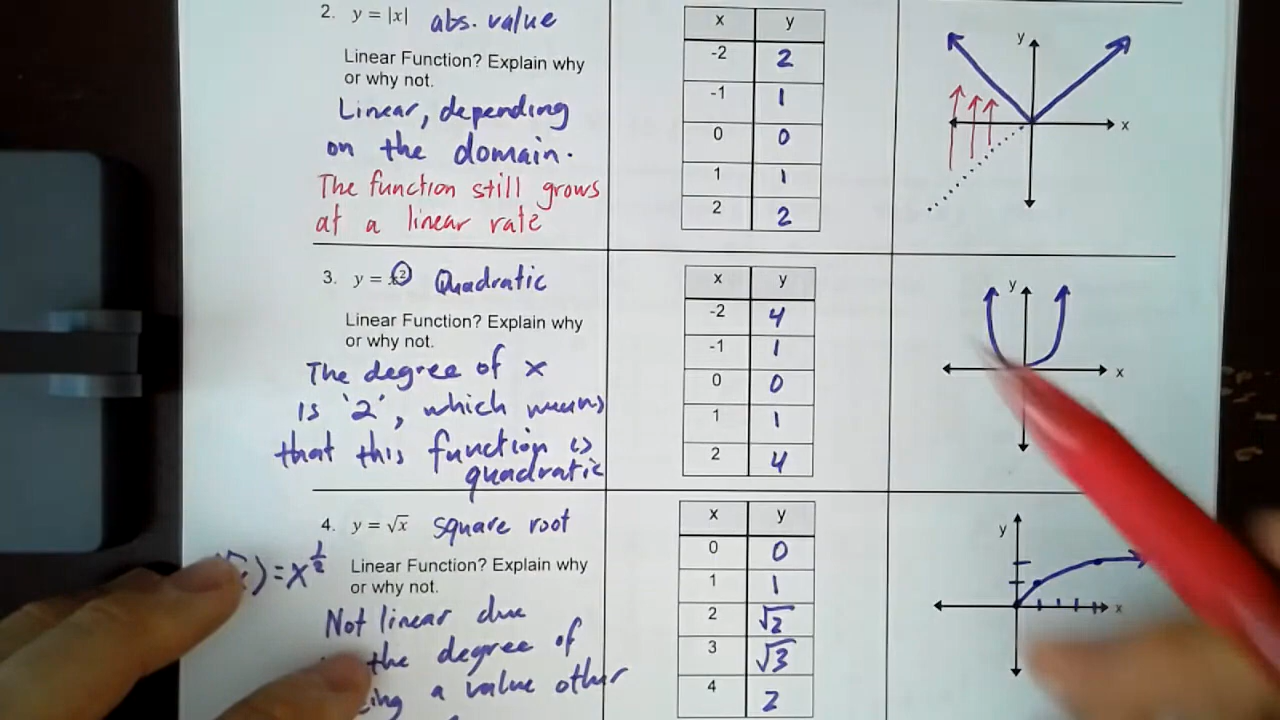 2. y = |x| abs. value
Linear Function? Explain why
or why not.
Linear, depending
on the domain.
The function still grows
at a linear rate
x y
-2 2
-1 1
0 0
1 1
2 2
y
x
3. y = x² Quadratic
Linear Function? Explain why
or why not.
The degree of x
is '2', which means
that this function is
quadratic
x y
-2 4
-1 1
0 0
1 1
2 4
y
x
4. y = √x square root
) = x^1/2
Linear Function? Explain why
or why not.
Not linear due
the degree of
a value other
x y
0 0
1 1
2 √2
3 √3
4 2
y
x